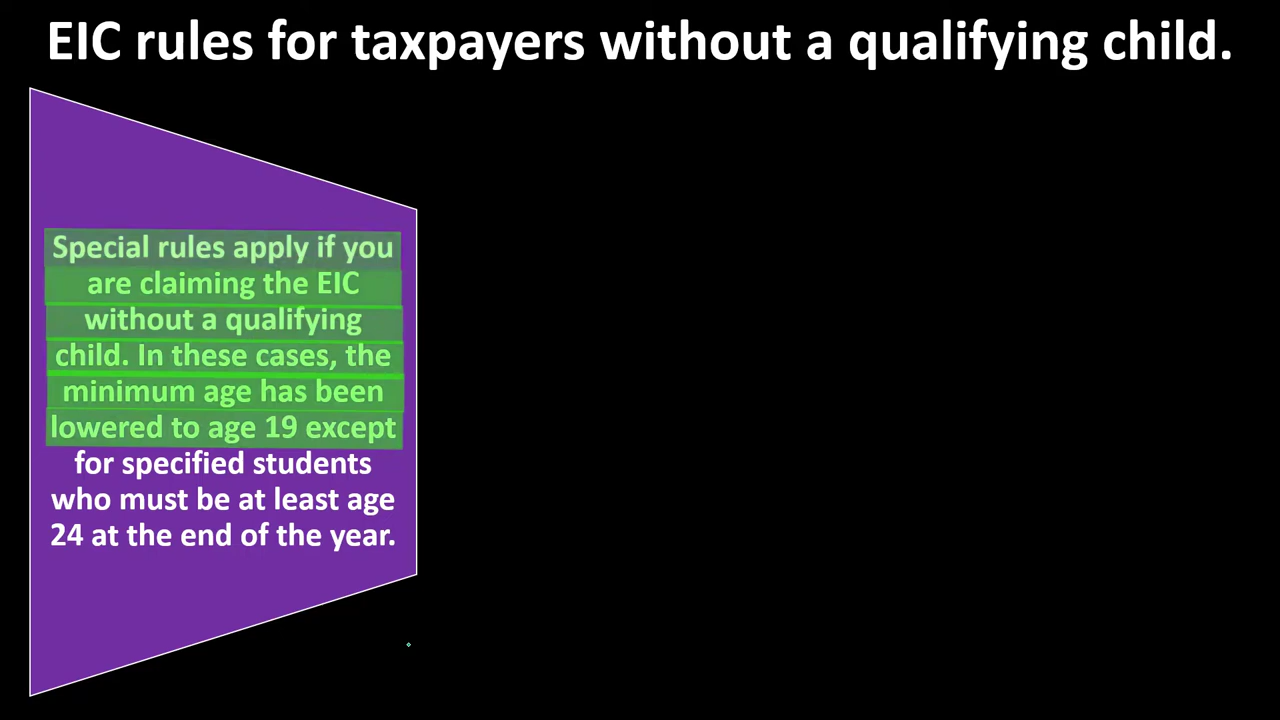 EIC rules for taxpayers without a qualifying child.
Special rules apply if you
are claiming the EIC
without a qualifying
child. In these cases, the
minimum age has been
lowered to age 19 except
for specified students
who must be at least age
24 at the end of the year.